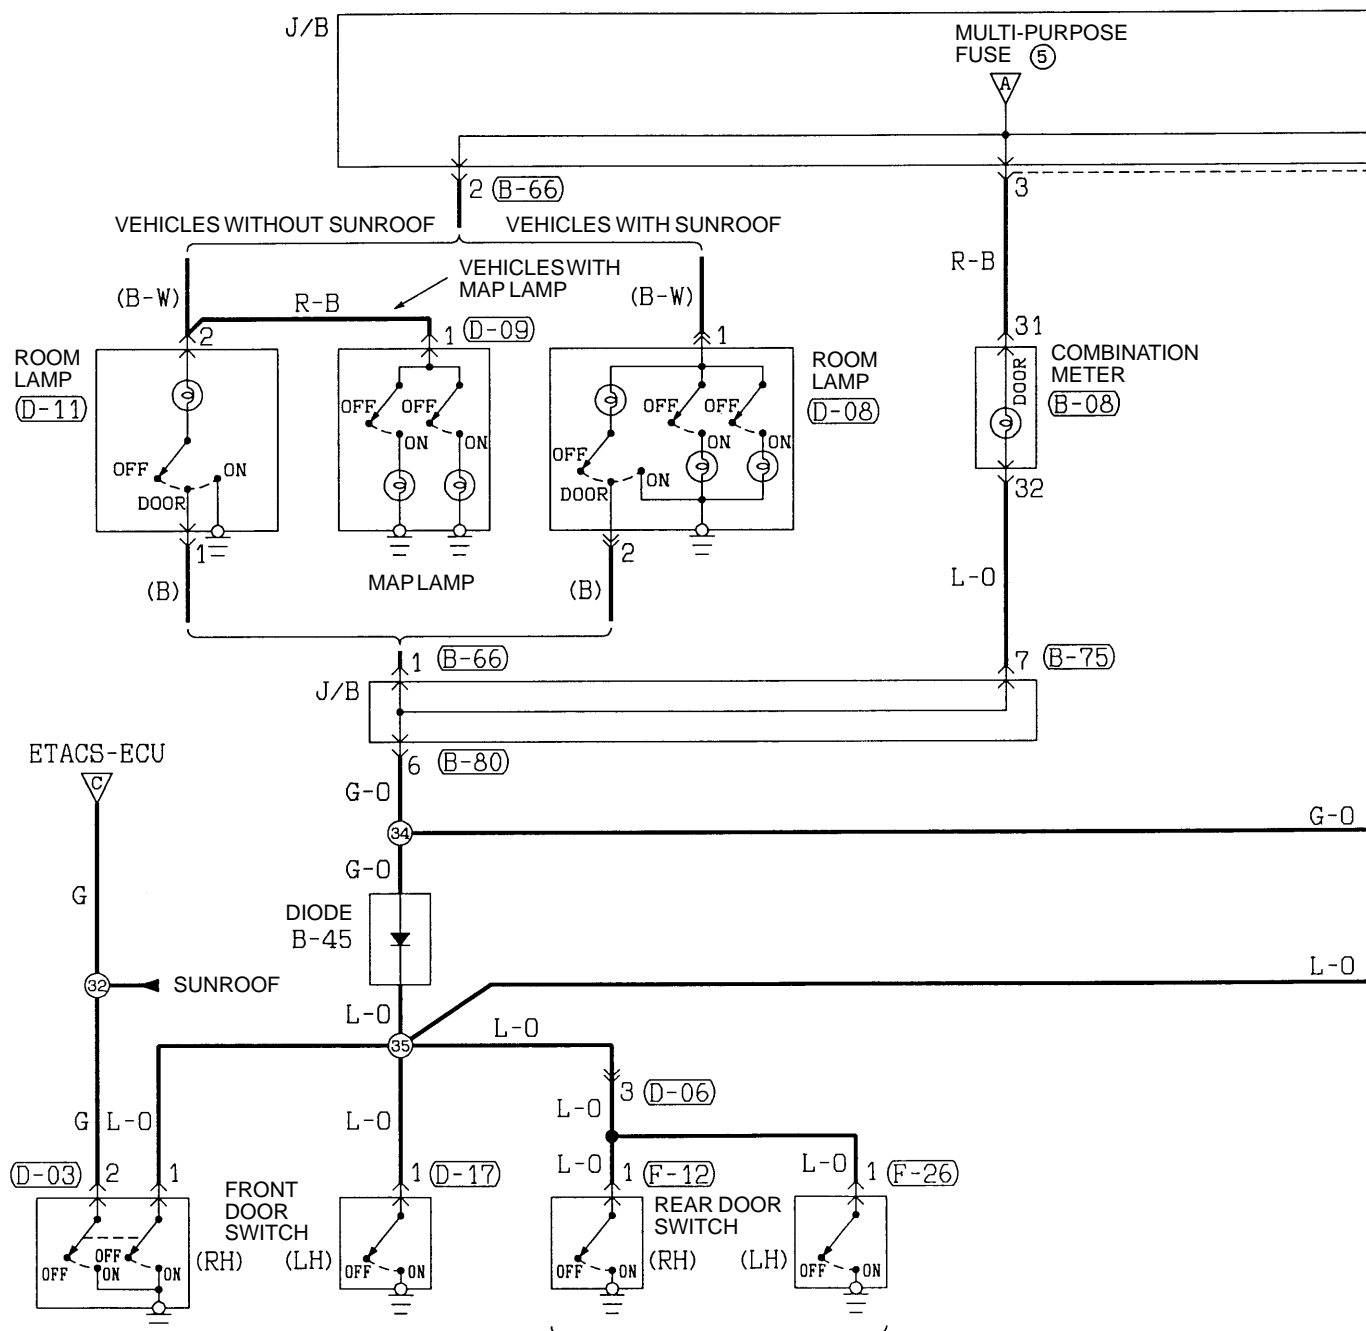 J/B
MULTI-PURPOSE
FUSE ⑤
A
2 (B-66)
3
VEHICLES WITHOUT SUNROOF
VEHICLES WITH SUNROOF
VEHICLES WITH
MAP LAMP
(B-W)
R-B
(B-W)
R-B
2
1 (D-09)
1
31
ROOM
LAMP
(D-11)
ROOM
LAMP
(D-08)
COMBINATION
METER
(B-08)
DOOR
OFF
OFF
ON
OFF
OFF
ON
OFF
ON
DOOR
OFF
ON
DOOR
1
2
32
(B)
MAP LAMP
(B)
L-O
1 (B-66)
7 (B-75)
J/B
6 (B-80)
ETACS-ECU
C
G-O
34
G-O
G-O
G
DIODE
B-45
32
SUNROOF
L-O
L-O
L-O
35
3 (D-06)
L-O
G
L-O
L-O
L-O
L-O
(D-03) 2
1
1 (D-17)
1 (F-12)
1 (F-26)
FRONT
DOOR
SWITCH
REAR DOOR
SWITCH
OFF
OFF
ON
ON
(RH)
(LH)
OFF
ON
OFF
ON
(RH)
(LH)
OFF
ON